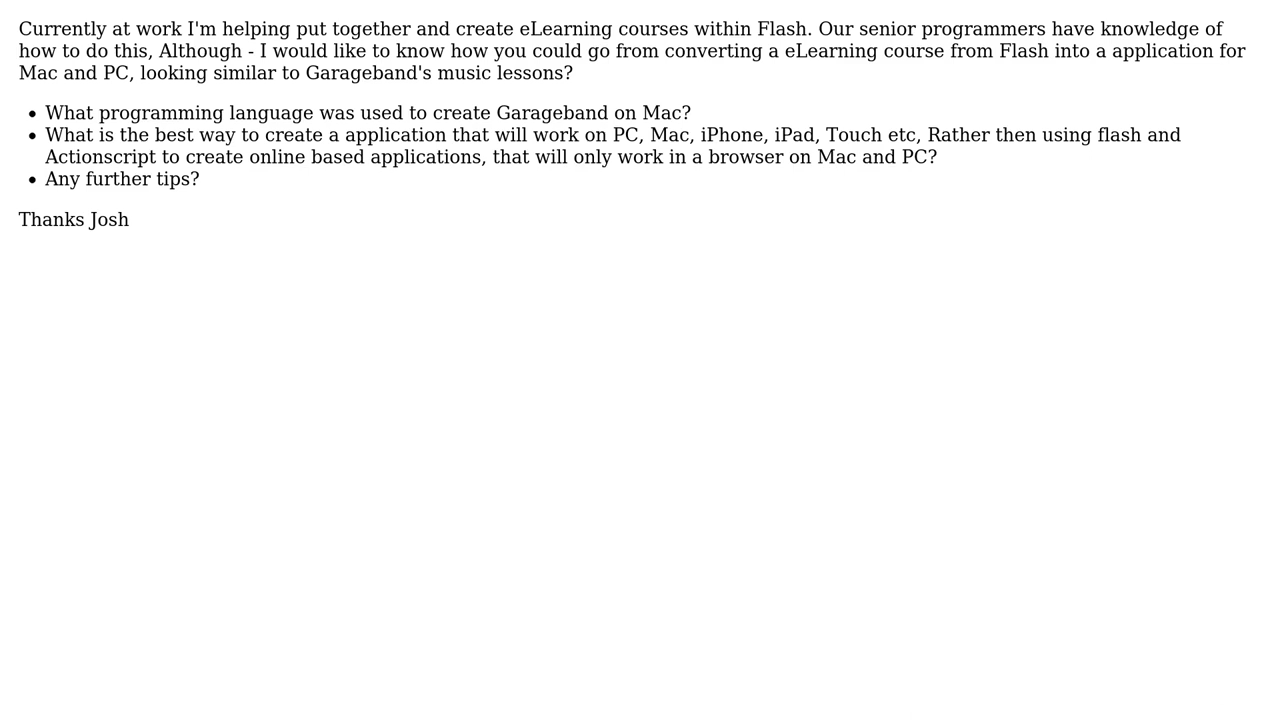 Currently at work I'm helping put together and create eLearning courses within Flash. Our senior programmers have knowledge of
how to do this, Although - I would like to know how you could go from converting a eLearning course from Flash into a application for
Mac and PC, looking similar to Garageband's music lessons?
• What programming language was used to create Garageband on Mac?
• What is the best way to create a application that will work on PC, Mac, iPhone, iPad, Touch etc, Rather then using flash and
Actionscript to create online based applications, that will only work in a browser on Mac and PC?
• Any further tips?
Thanks Josh